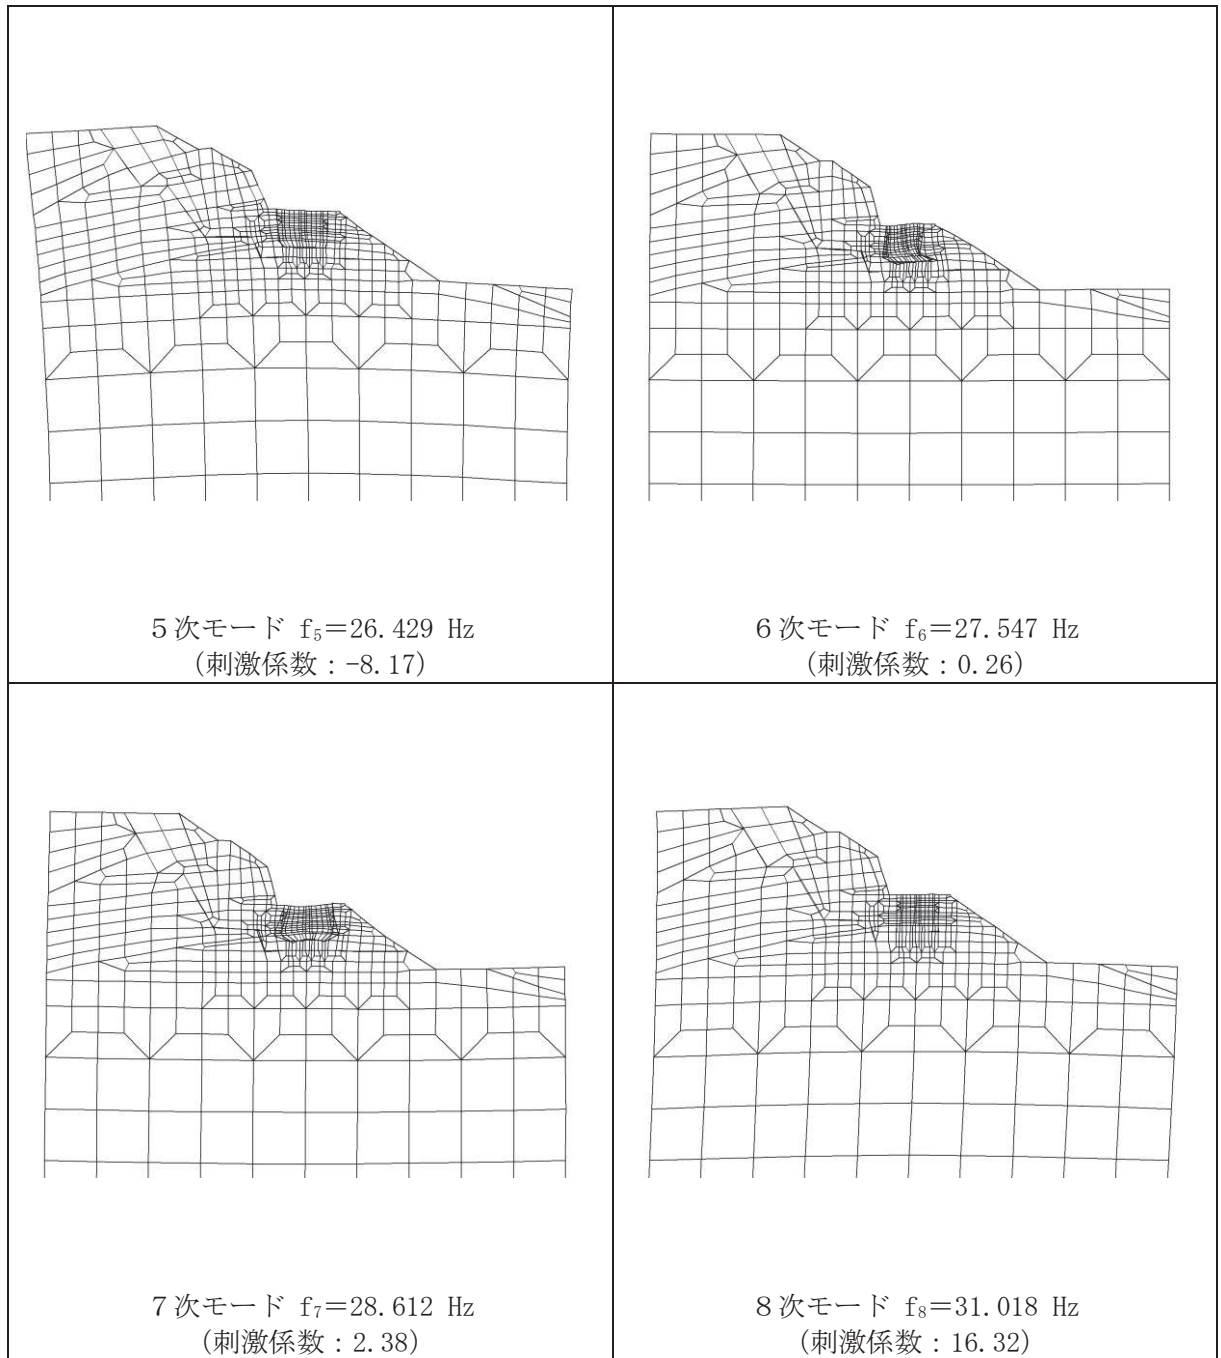 ５次モード f₅＝26.429 Hz
(刺激係数：-8.17)
６次モード f₆＝27.547 Hz
(刺激係数：0.26)
７次モード f₇＝28.612 Hz
(刺激係数：2.38)
８次モード f₈＝31.018 Hz
(刺激係数：16.32)